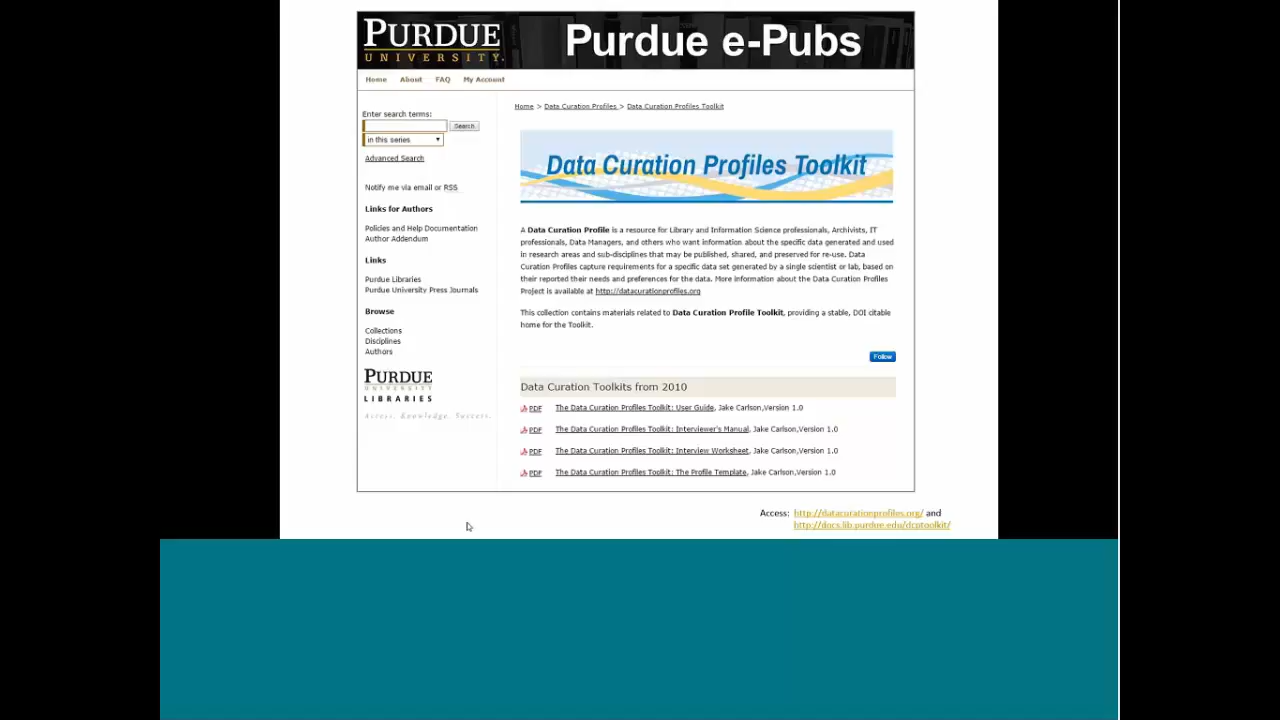 PURDUE
UNIVERSITY.
Purdue e-Pubs
Home About FAQ My Account
Enter search terms:
Search
in this series
Advanced Search
Notify me via email or RSS
Links for Authors
Policies and Help Documentation
Author Addendum
Links
Purdue Libraries
Purdue University Press Journals
Browse
Collections
Disciplines
Authors
PURDUE
UNIVERSITY
LIBRARIES
Access. Knowledge. Success.
Home > Data Curation Profiles > Data Curation Profiles Toolkit
Data Curation Profiles Toolkit
A Data Curation Profile is a resource for Library and Information Science professionals, Archivists, IT
professionals, Data Managers, and others who want information about the specific data generated and used
in research areas and sub-disciplines that may be published, shared, and preserved for re-use. Data
Curation Profiles capture requirements for a specific data set generated by a single scientist or lab, based on
their reported their needs and preferences for the data. More information about the Data Curation Profiles
Project is available at http://datacurationprofiles.org
This collection contains materials related to Data Curation Profile Toolkit, providing a stable, DOI citable
home for the Toolkit.
Follow
Data Curation Toolkits from 2010
PDF The Data Curation Profiles Toolkit: User Guide, Jake Carlson,Version 1.0
PDF The Data Curation Profiles Toolkit: Interviewer's Manual, Jake Carlson,Version 1.0
PDF The Data Curation Profiles Toolkit: Interview Worksheet, Jake Carlson,Version 1.0
PDF The Data Curation Profiles Toolkit: The Profile Template, Jake Carlson,Version 1.0
Access: http://datacurationprofiles.org/ and
http://docs.lib.purdue.edu/dcptoolkit/